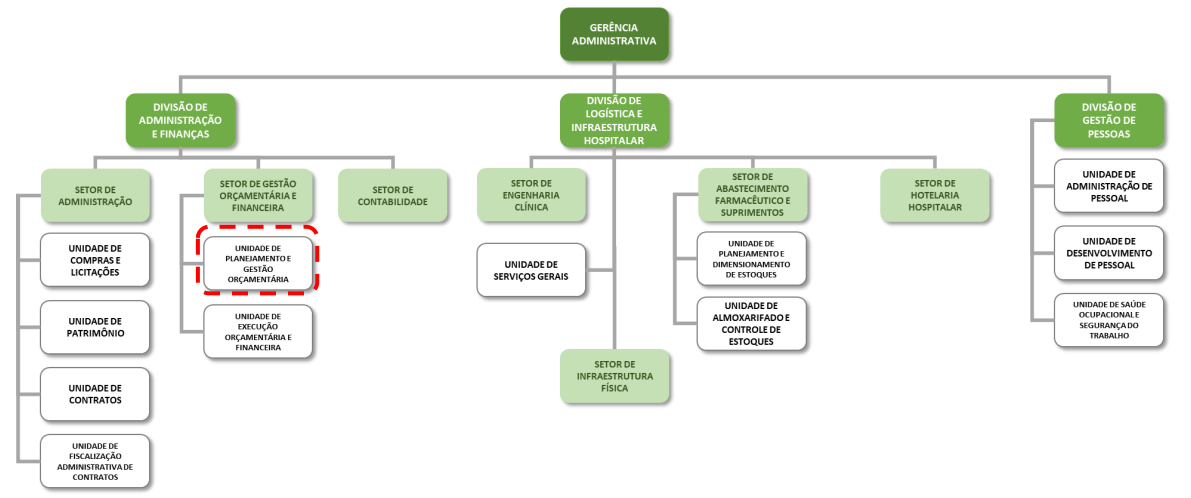 GERÊNCIA
ADMINISTRATIVA
DIVISÃO DE
ADMINISTRAÇÃO
E FINANÇAS
DIVISÃO DE
LOGÍSTICA E
INFRAESTRUTURA
HOSPITALAR
DIVISÃO DE
GESTÃO DE
PESSOAS
SETOR DE
ADMINISTRAÇÃO
SETOR DE GESTÃO
ORÇAMENTÁRIA E
FINANCEIRA
SETOR DE
CONTABILIDADE
SETOR DE
ENGENHARIA
CLÍNICA
SETOR DE
ABASTECIMENTO
FARMACÊUTICO E
SUPRIMENTOS
SETOR DE
HOTELARIA
HOSPITALAR
UNIDADE DE
ADMINISTRAÇÃO DE
PESSOAL
UNIDADE DE
COMPRAS E
LICITAÇÕES
UNIDADE DE
PLANEJAMENTO E
GESTÃO
ORÇAMENTÁRIA
UNIDADE DE
SERVIÇOS GERAIS
UNIDADE DE
PLANEJAMENTO E
DIMENSIONAMENTO
DE ESTOQUES
UNIDADE DE
DESENVOLVIMENTO
DE PESSOAL
UNIDADE DE
PATRIMÔNIO
UNIDADE DE
EXECUÇÃO
ORÇAMENTÁRIA E
FINANCEIRA
UNIDADE DE
ALMOXARIFADO E
CONTROLE DE
ESTOQUES
UNIDADE DE SAÚDE
OCUPACIONAL E
SEGURANÇA DO
TRABALHO
UNIDADE DE
CONTRATOS
SETOR DE
INFRAESTRUTURA
FÍSICA
UNIDADE DE
FISCALIZAÇÃO
ADMINISTRATIVA DE
CONTRATOS